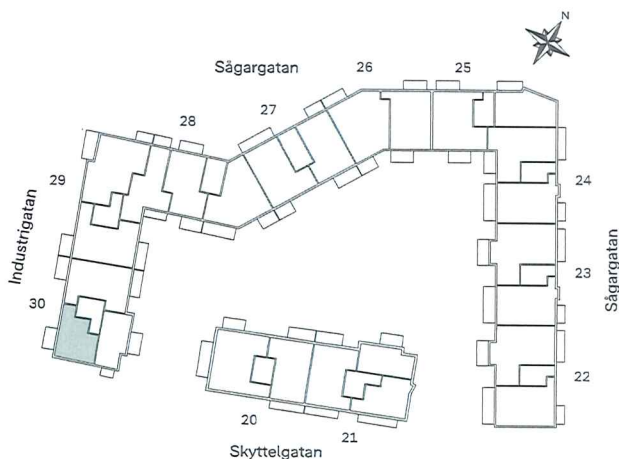 N
Sågargatan
26
25
27
28
29
24
Industrigatan
23
Sågargatan
30
22
20
21
Skyttelgatan